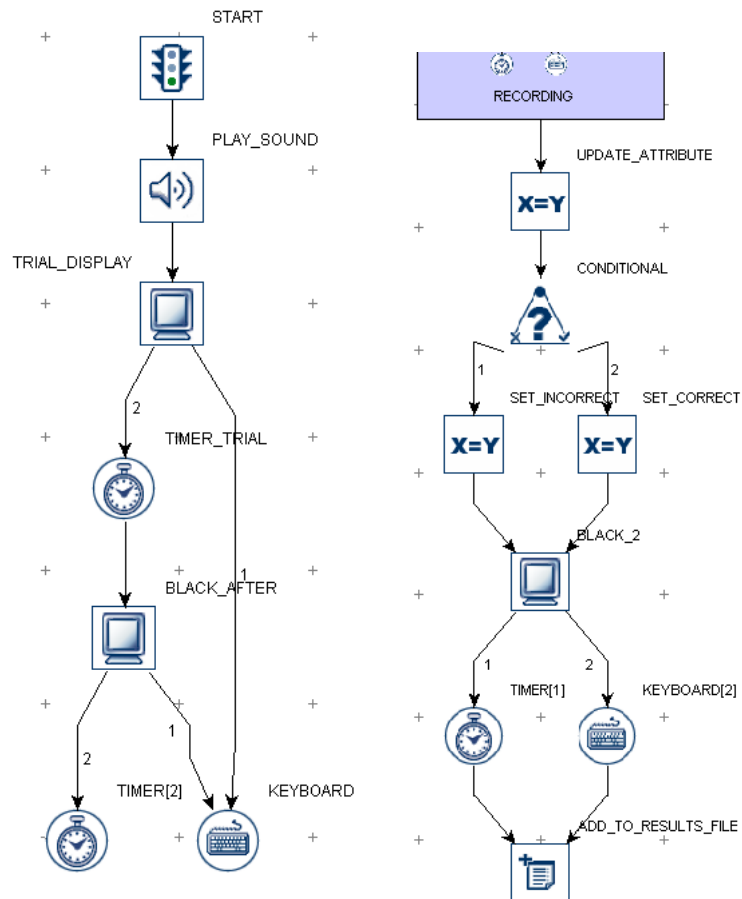 START
PLAY_SOUND
TRIAL_DISPLAY
2
TIMER_TRIAL
1
BLACK_AFTER
2
1
TIMER[2]
KEYBOARD
RECORDING
UPDATE_ATTRIBUTE
X=Y
CONDITIONAL
?
1
2
SET_INCORRECT
SET_CORRECT
X=Y
X=Y
BLACK_2
1
2
TIMER[1]
KEYBOARD[2]
ADD_TO_RESULTS_FILE